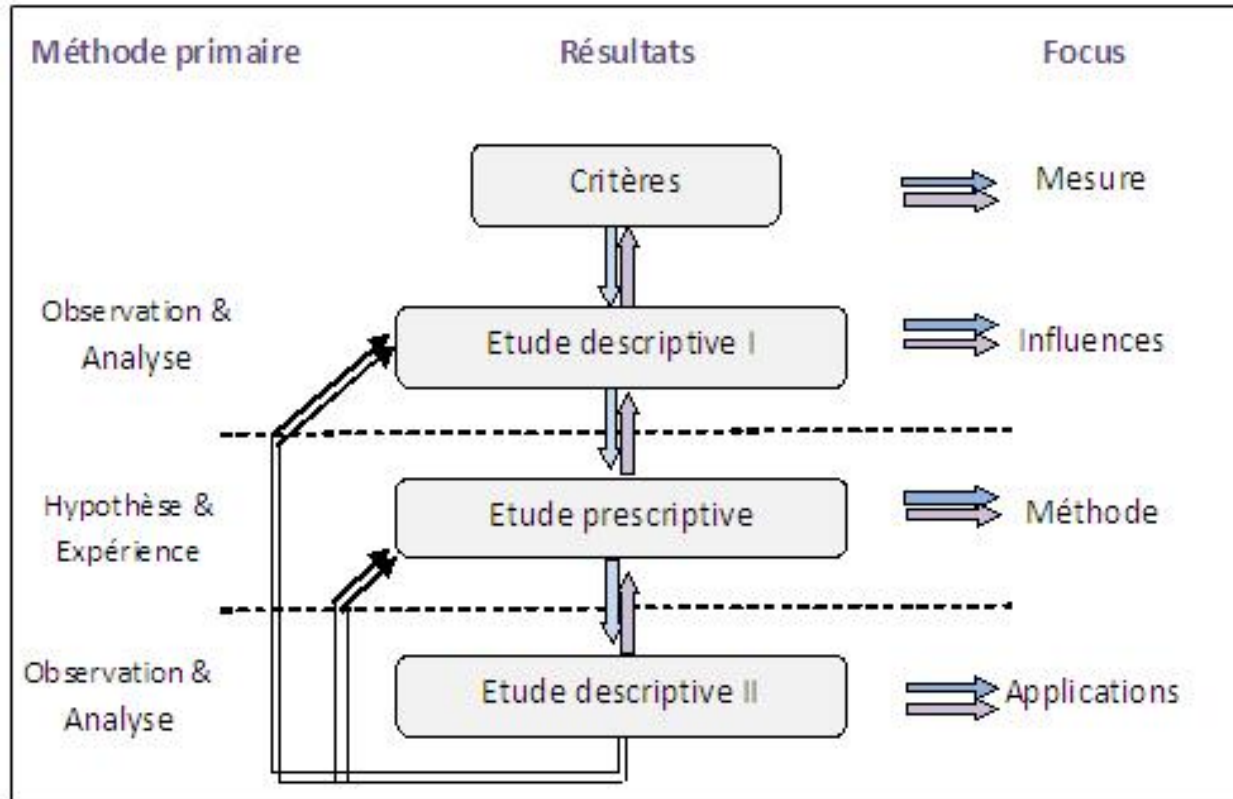 Méthode primaire
Résultats
Focus
Critères
Mesure
Observation &
Analyse
Etude descriptive I
Influences
Hypothèse &
Expérience
Etude prescriptive
Méthode
Observation &
Analyse
Etude descriptive II
Applications